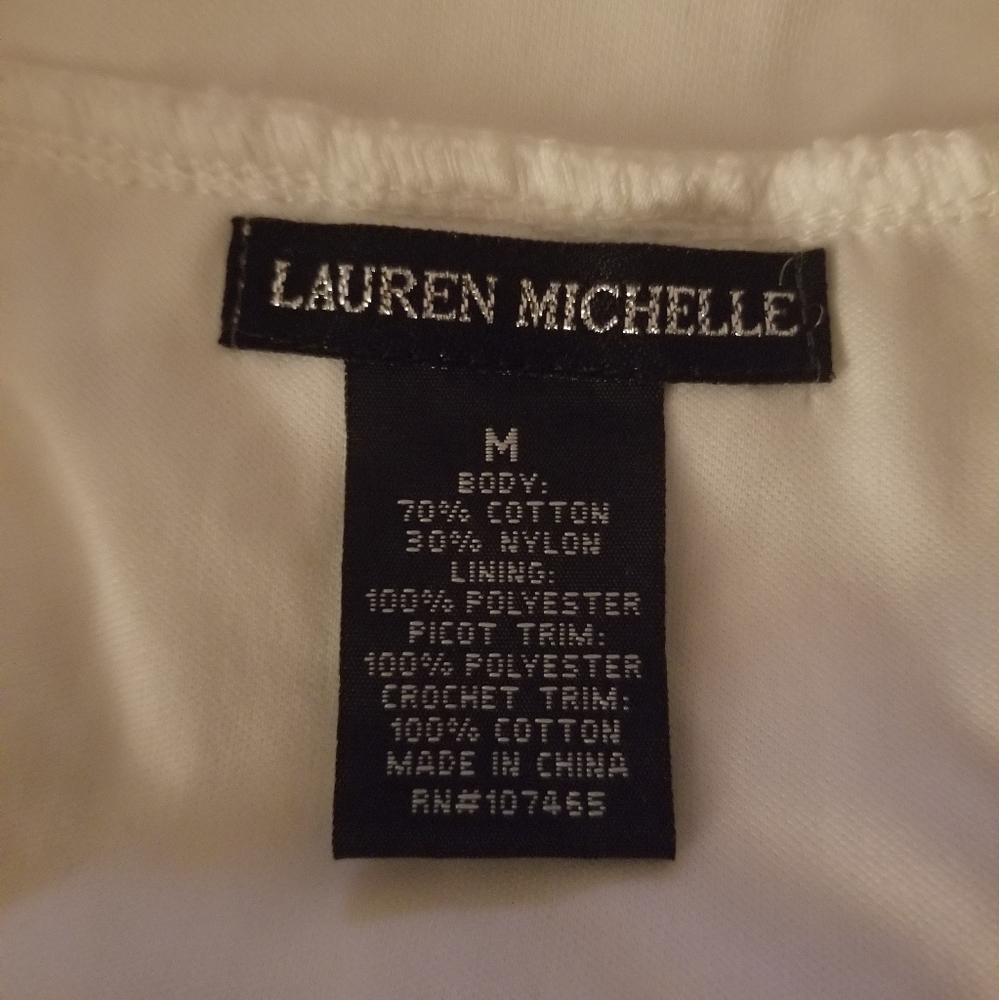 LAUREN MICHELLE
M
BODY:
70% COTTON
30% NYLON
LINING:
100% POLYESTER
PICOT TRIM:
100% POLYESTER
CROCHET TRIM:
100% COTTON
MADE IN CHINA
RN#107465